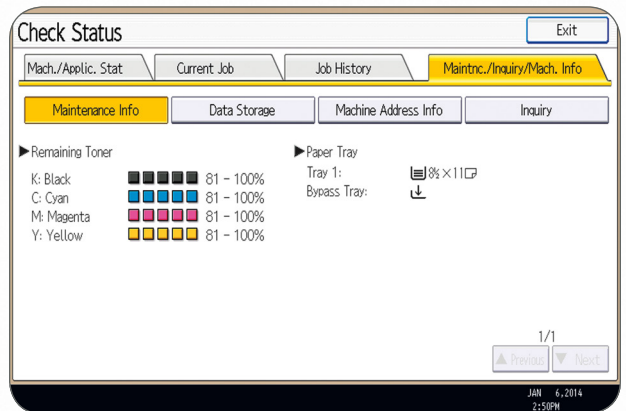 Check Status
Exit
Mach./Applic. Stat
Current Job
Job History
Maintnc./Inquiry/Mach. Info
Maintenance Info
Data Storage
Machine Address Info
Inquiry
▶Remaining Toner
K: Black 81 - 100%
C: Cyan 81 - 100%
M: Magenta 81 - 100%
Y: Yellow 81 - 100%
▶Paper Tray
Tray 1: 8½×11
Bypass Tray:
1/1
▲ Previous
▼ Next
JAN 6,2014
2:50PM